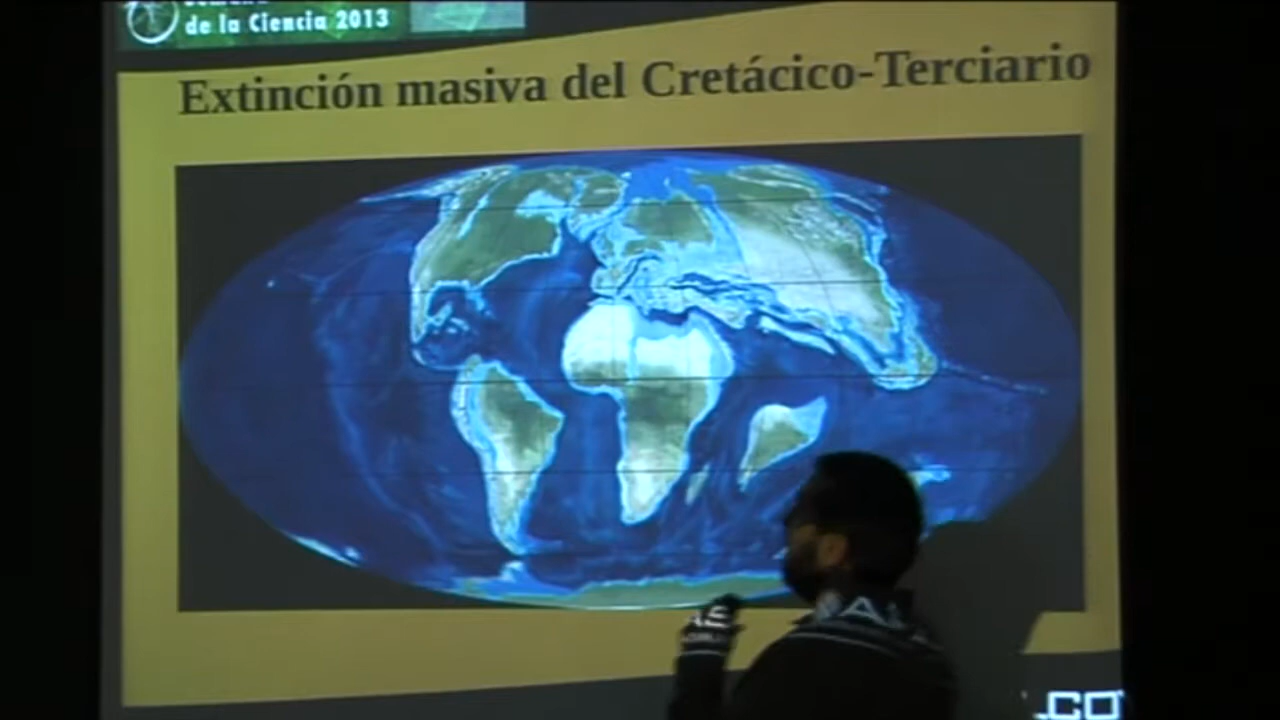 de la Ciencia 2013
Extinción masiva del Cretácico-Terciario